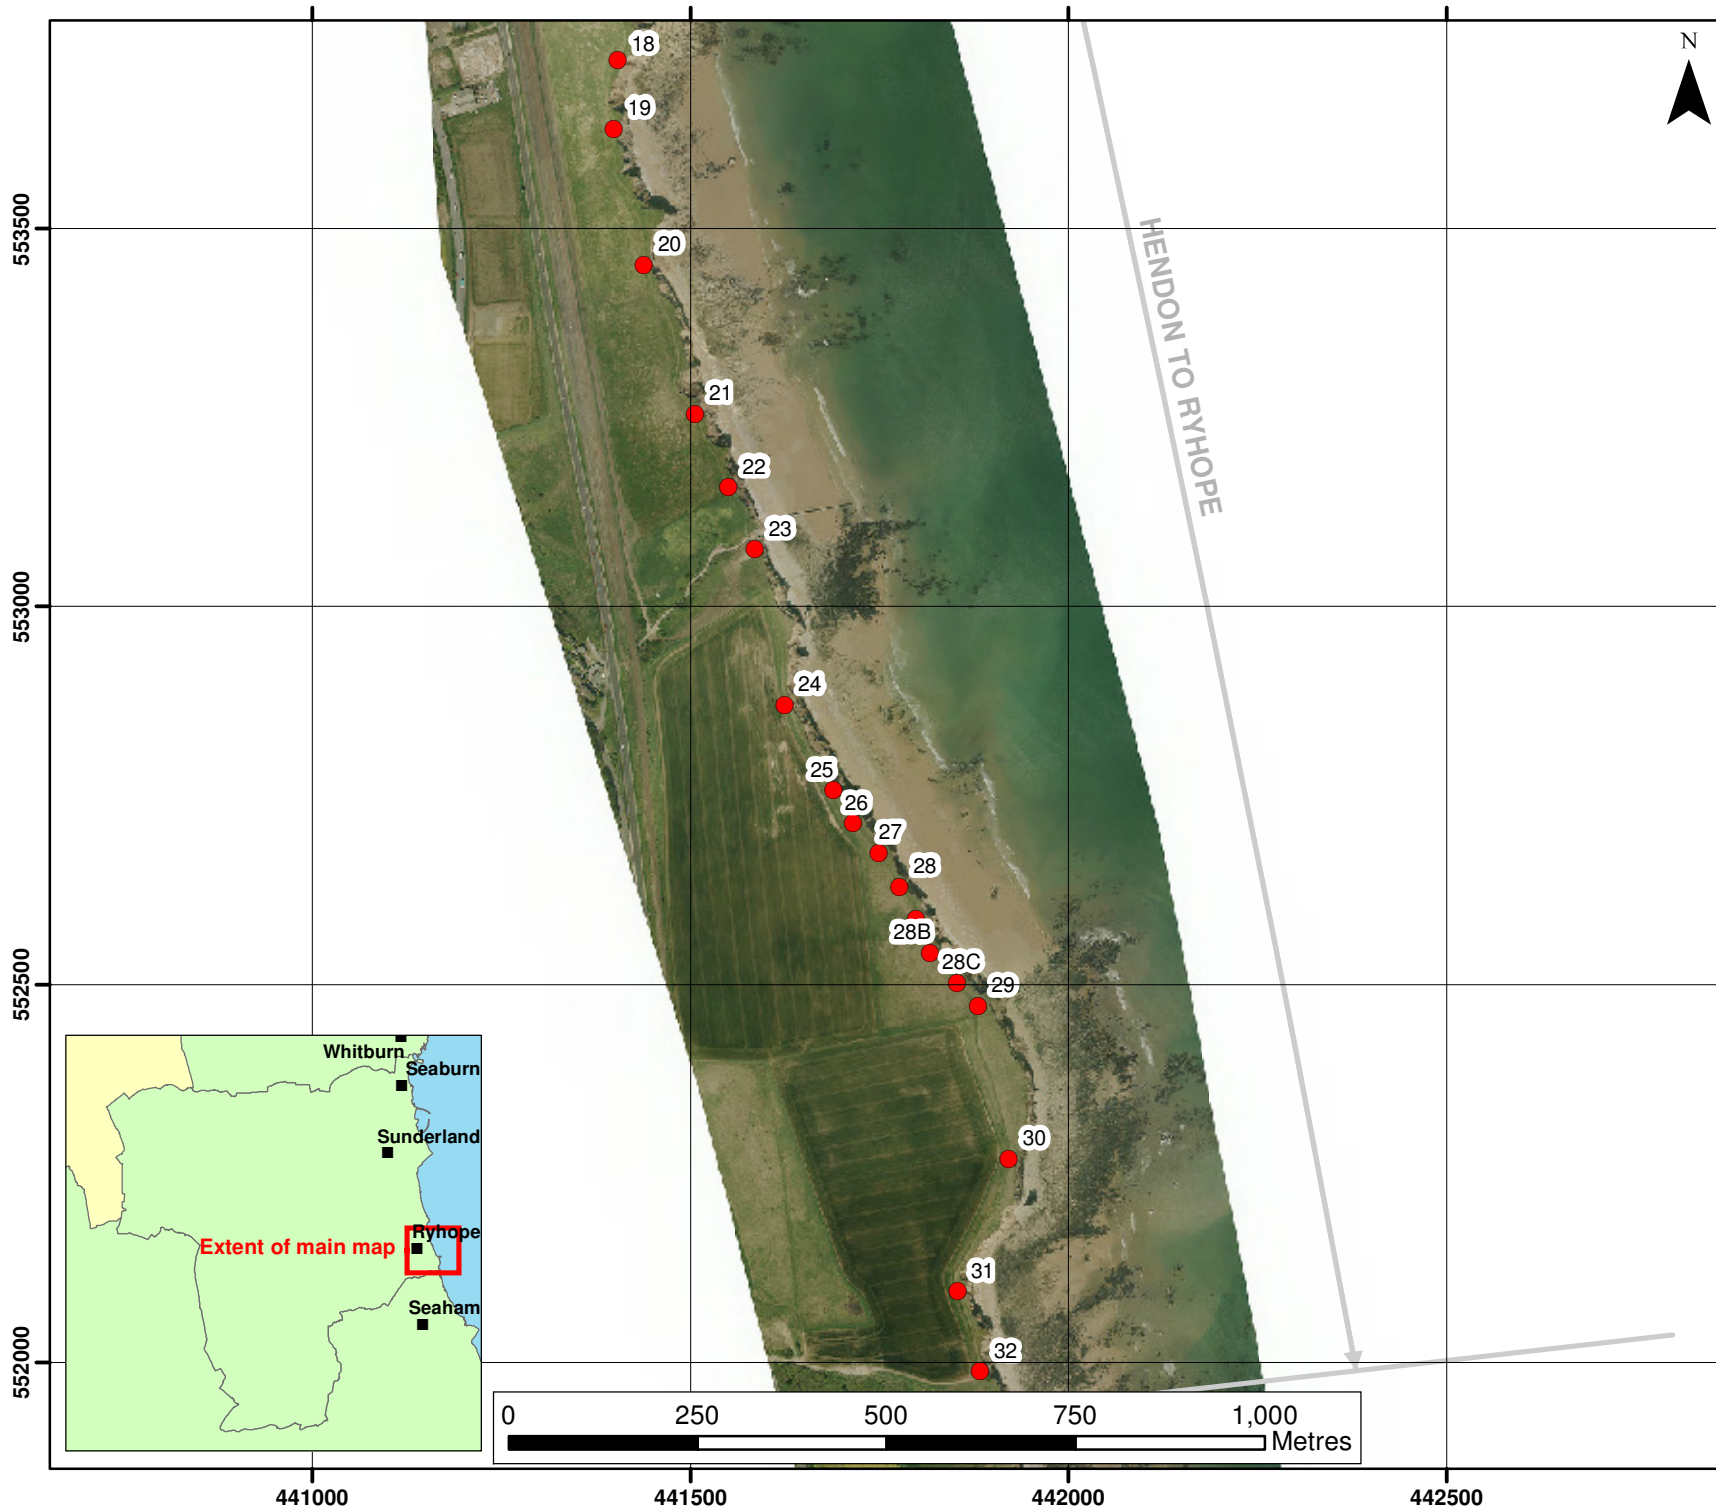 N
18
19
553500
20
HENDON TO RYHOPE
21
22
23
553000
24
25
26
27
28
28B
28C
29
552500
Whitburn
Seaburn
Sunderland
30
Ryhope
Extent of main map
31
Seaham
32
552000
0 250 500 750 1,000
Metres
441000 441500 442000 442500